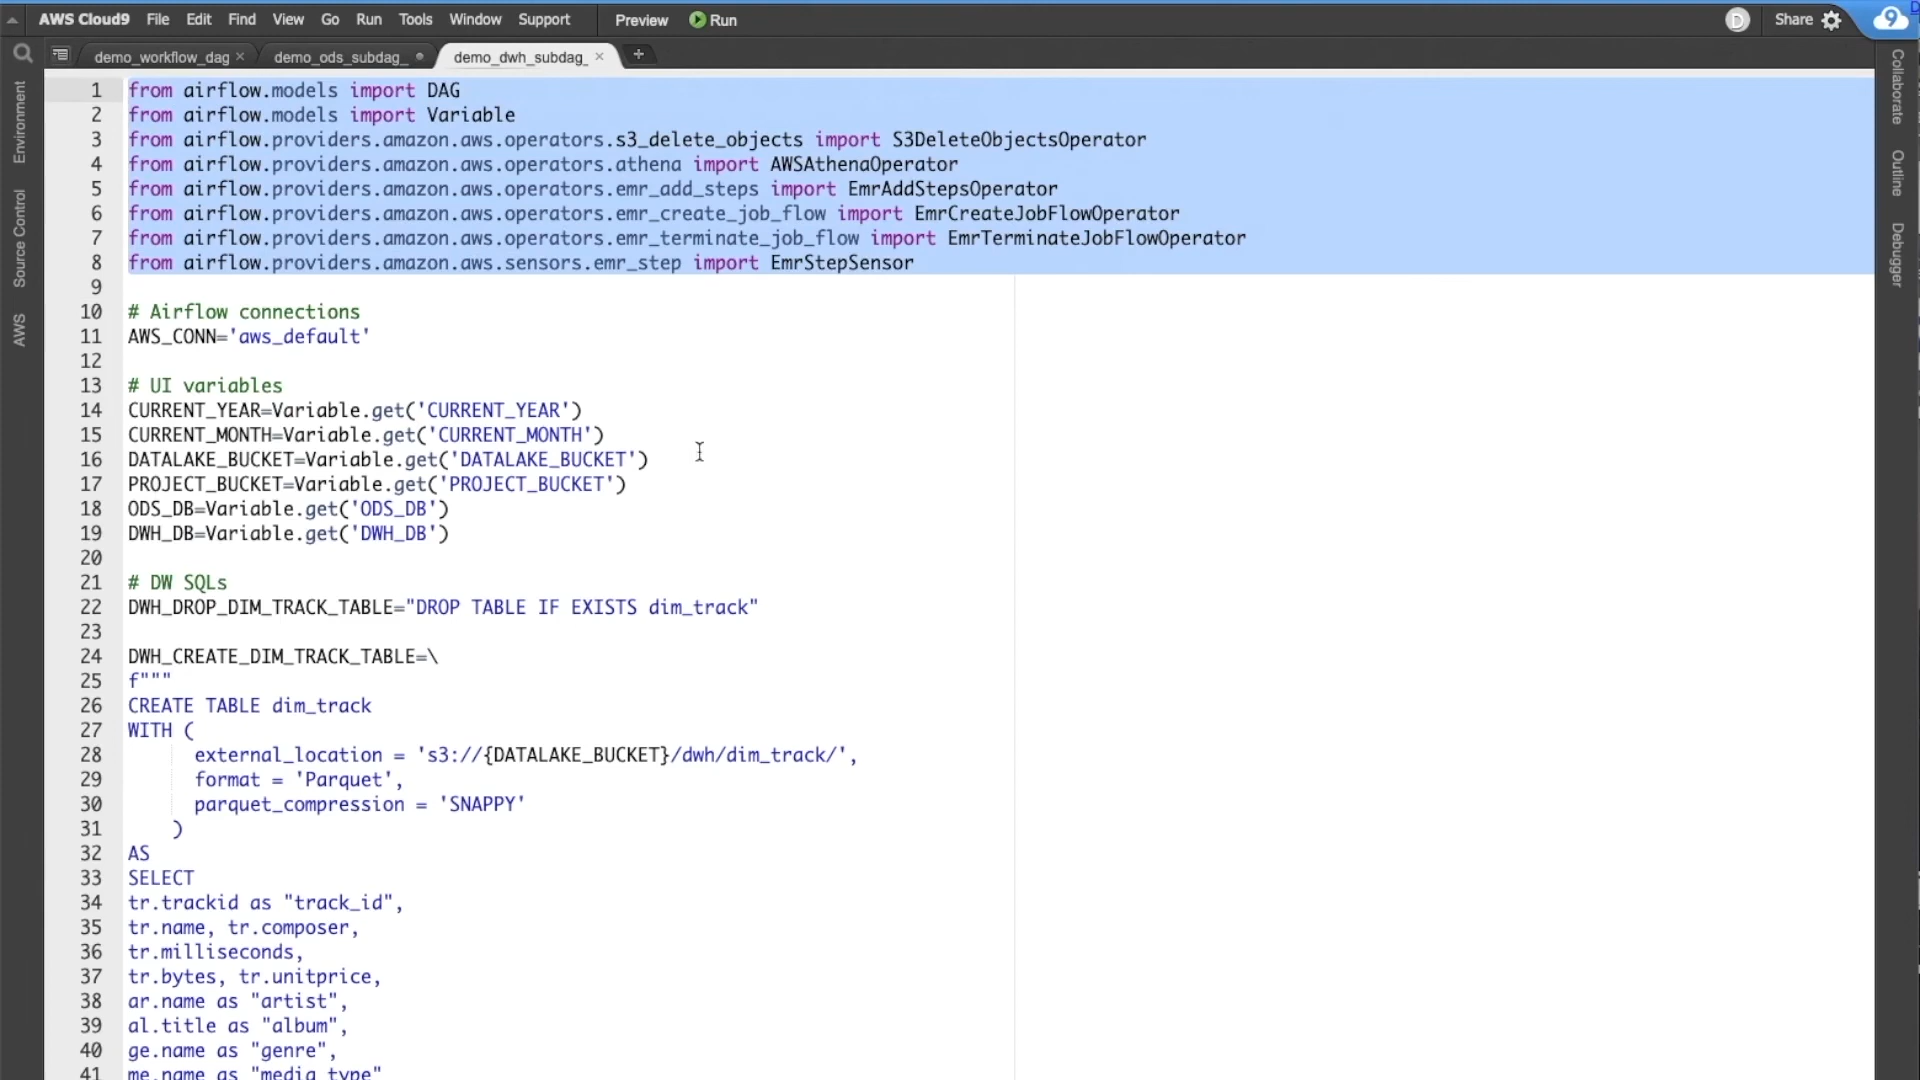 AWS Cloud9 File Edit Find View Go Run Tools Window Support Preview Run D Share 9
demo_workflow_dag × demo_ods_subdag_ demo_dwh_subdag_ × +
Environment
Source Control
AWS
Collaborate
Outline
Debugger
1 from airflow.models import DAG
2 from airflow.models import Variable
3 from airflow.providers.amazon.aws.operators.s3_delete_objects import S3DeleteObjectsOperator
4 from airflow.providers.amazon.aws.operators.athena import AWSAthenaOperator
5 from airflow.providers.amazon.aws.operators.emr_add_steps import EmrAddStepsOperator
6 from airflow.providers.amazon.aws.operators.emr_create_job_flow import EmrCreateJobFlowOperator
7 from airflow.providers.amazon.aws.operators.emr_terminate_job_flow import EmrTerminateJobFlowOperator
8 from airflow.providers.amazon.aws.sensors.emr_step import EmrStepSensor
9
10 # Airflow connections
11 AWS_CONN='aws_default'
12
13 # UI variables
14 CURRENT_YEAR=Variable.get('CURRENT_YEAR')
15 CURRENT_MONTH=Variable.get('CURRENT_MONTH')
16 DATALAKE_BUCKET=Variable.get('DATALAKE_BUCKET')
17 PROJECT_BUCKET=Variable.get('PROJECT_BUCKET')
18 ODS_DB=Variable.get('ODS_DB')
19 DWH_DB=Variable.get('DWH_DB')
20
21 # DW SQLs
22 DWH_DROP_DIM_TRACK_TABLE="DROP TABLE IF EXISTS dim_track"
23
24 DWH_CREATE_DIM_TRACK_TABLE=\
25 f"""
26 CREATE TABLE dim_track
27 WITH (
28 external_location = 's3://{DATALAKE_BUCKET}/dwh/dim_track/',
29 format = 'Parquet',
30 parquet_compression = 'SNAPPY'
31 )
32 AS
33 SELECT
34 tr.trackid as "track_id",
35 tr.name, tr.composer,
36 tr.milliseconds,
37 tr.bytes, tr.unitprice,
38 ar.name as "artist",
39 al.title as "album",
40 ge.name as "genre",
41 me.name as "media_type"